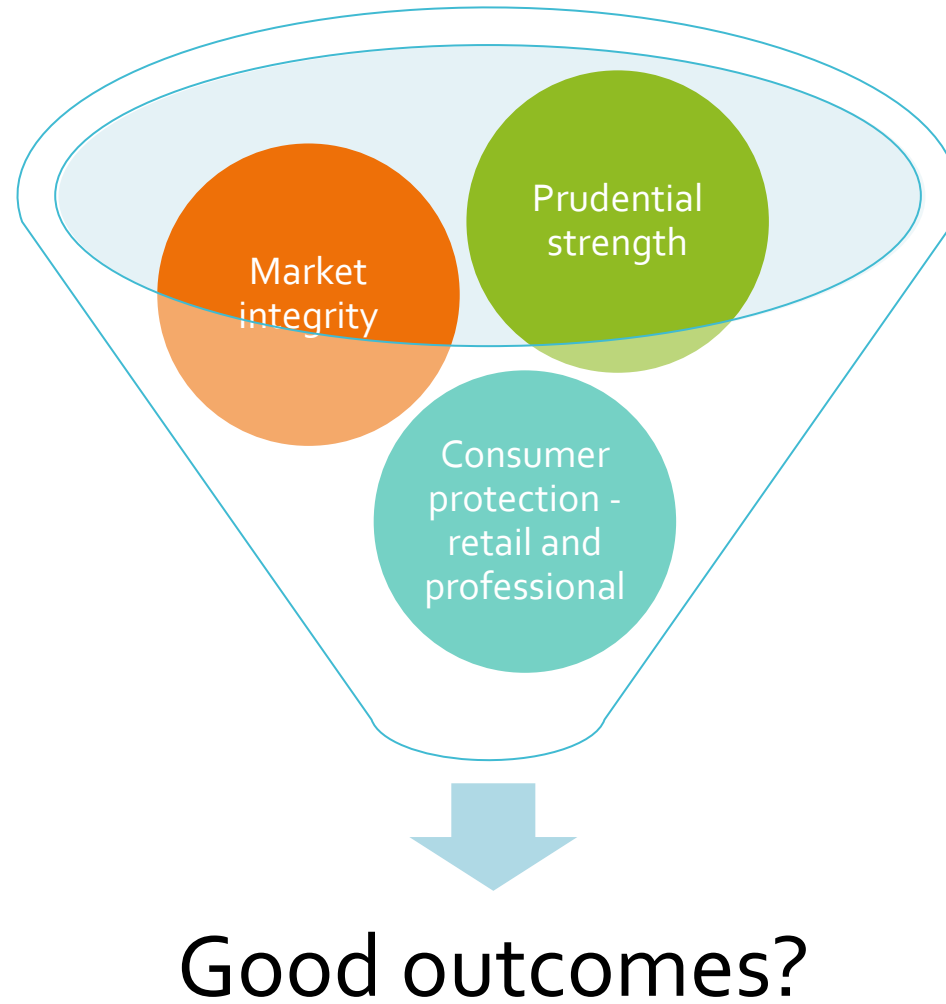 Prudential
strength
Market
integrity
Consumer
protection -
retail and
professional
Good outcomes?